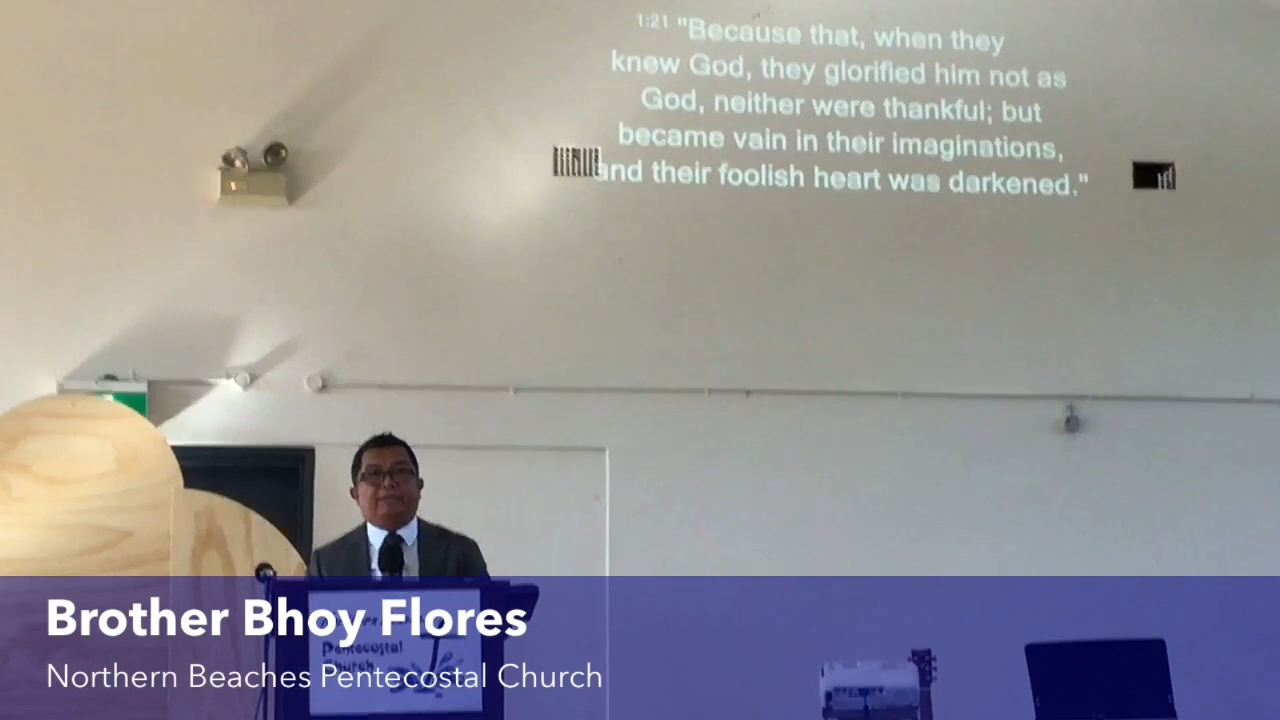 1:21 "Because that, when they
knew God, they glorified him not as
God, neither were thankful; but
became vain in their imaginations,
and their foolish heart was darkened."
Pentecostal
Church
Brother Bhoy Flores
Northern Beaches Pentecostal Church